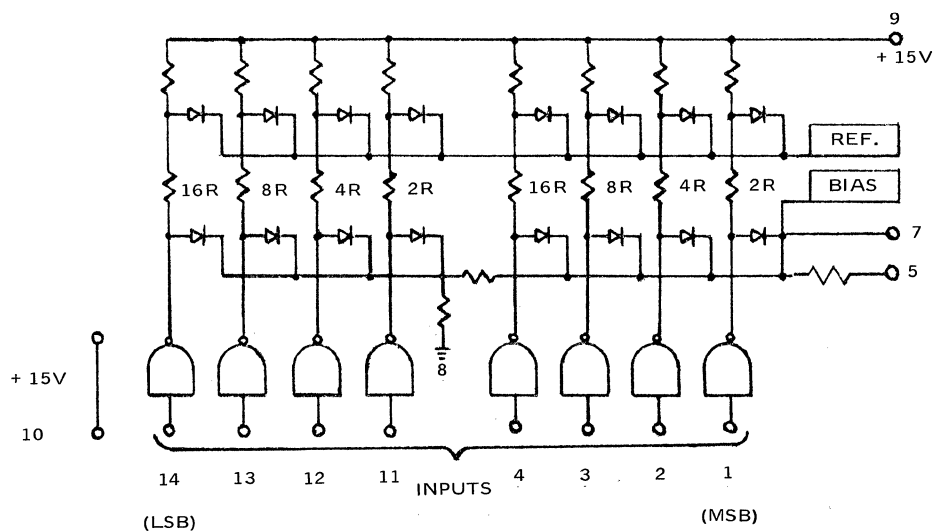 9
+ 15V
REF.
16R 8R 4R 2R 16R 8R 4R 2R
BIAS
7
5
8
+ 15V
10
14 13 12 11 4 3 2 1
INPUTS
(LSB) (MSB)